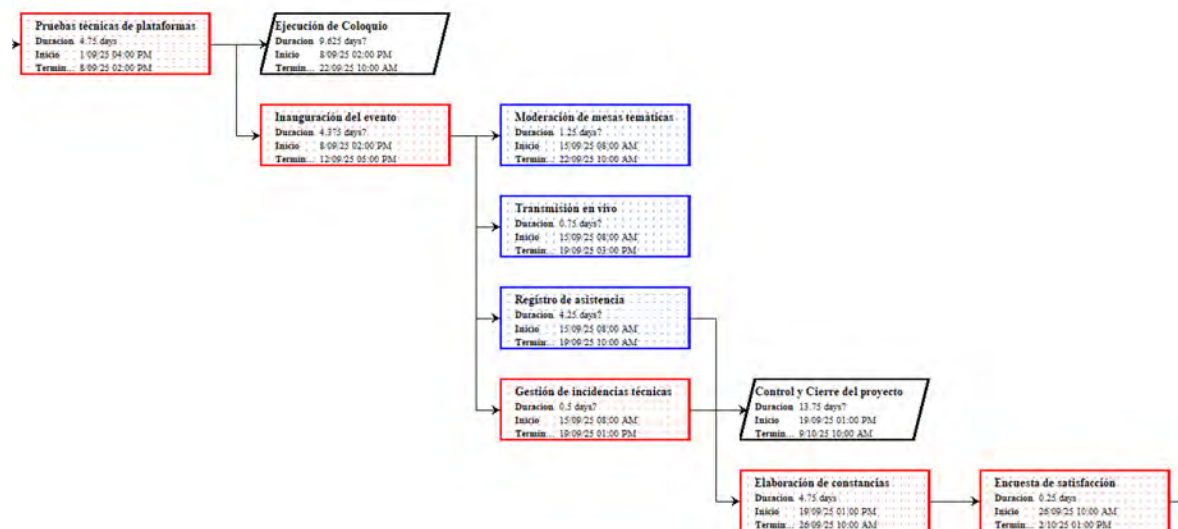 Pruebas técnicas de plataformas
Duracion 4.75 days
Inicio 1/09/25 04:00 PM
Termin... 8/09/25 02:00 PM
Ejecución de Coloquio
Duracion 9.625 days?
Inicio 8/09/25 02:00 PM
Termin... 22/09/25 10:00 AM
Inauguración del evento
Duracion 4.375 days?
Inicio 8/09/25 02:00 PM
Termin... 12/09/25 05:00 PM
Moderación de mesas temáticas
Duracion 1.25 days?
Inicio 15/09/25 08:00 AM
Termin... 22/09/25 10:00 AM
Transmisión en vivo
Duracion 0.75 days?
Inicio 15/09/25 08:00 AM
Termin... 19/09/25 03:00 PM
Registro de asistencia
Duracion 4.25 days?
Inicio 15/09/25 08:00 AM
Termin... 19/09/25 10:00 AM
Gestión de incidencias técnicas
Duracion 0.5 days?
Inicio 15/09/25 08:00 AM
Termin... 19/09/25 01:00 PM
Control y Cierre del proyecto
Duracion 13.75 days?
Inicio 19/09/25 01:00 PM
Termin... 9/10/25 10:00 AM
Elaboración de constancias
Duracion 4.75 days
Inicio 19/09/25 01:00 PM
Termin... 26/09/25 10:00 AM
Encuesta de satisfacción
Duracion 0.25 days
Inicio 26/09/25 10:00 AM
Termin... 2/10/25 01:00 PM